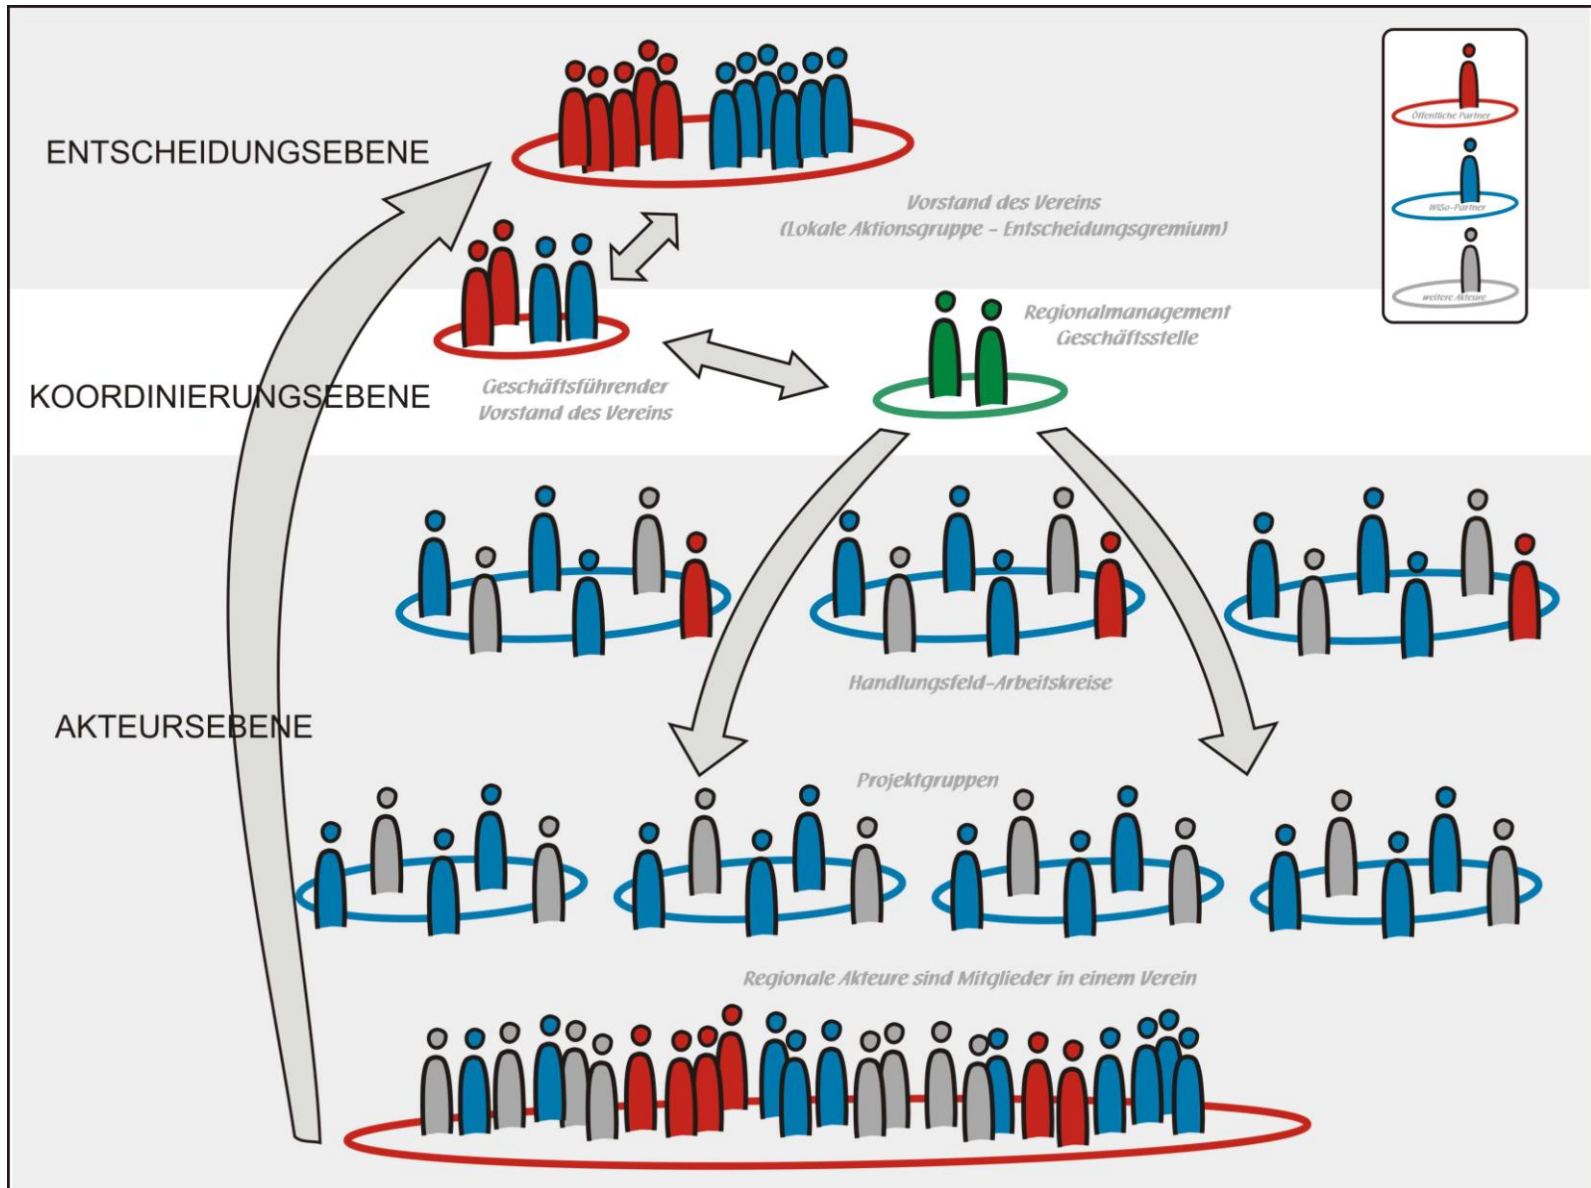 ENTSCHEIDUNGSEBENE
Vorstand des Vereins
(Lokale Aktionsgruppe - Entscheidungsgremium)
Öffentliche Partner
WISo-Partner
weitere Akteure
Regionalmanagement
Geschäftsstelle
KOORDINIERUNGSEBENE
Geschäftsführender
Vorstand des Vereins
Handlungsfeld-Arbeitskreise
AKTEURSEBENE
Projektgruppen
Regionale Akteure sind Mitglieder in einem Verein